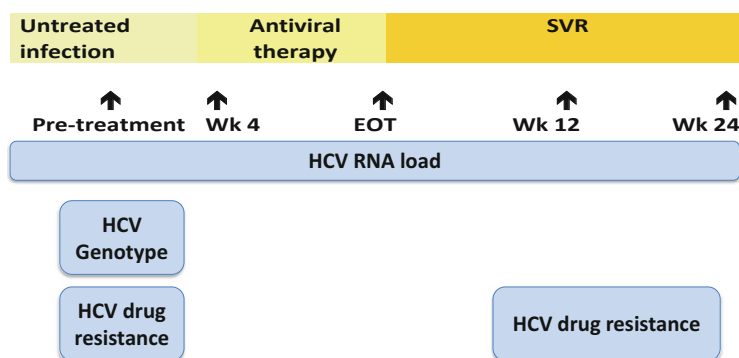 Untreated infection
Antiviral therapy
SVR
Pre-treatment Wk 4 EOT Wk 12 Wk 24
HCV RNA load
HCV
Genotype
HCV drug
resistance
HCV drug resistance